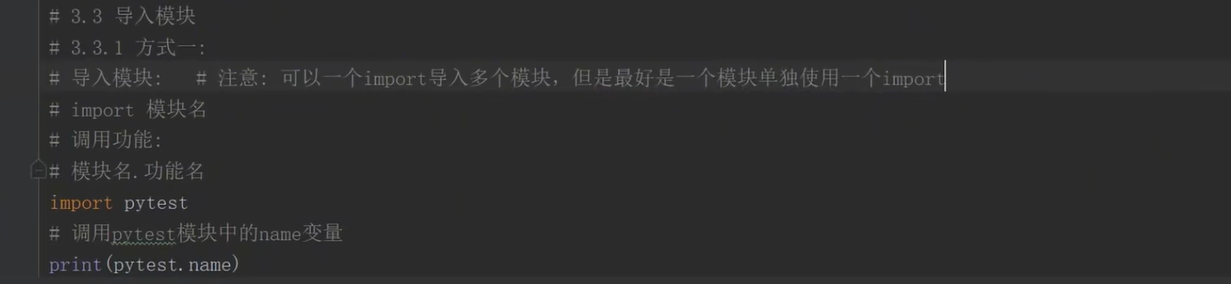 # 3.3 导入模块
# 3.3.1 方式一:
# 导入模块:   # 注意: 可以一个import导入多个模块，但是最好是一个模块单独使用一个import
# import 模块名
# 调用功能:
# 模块名.功能名
import pytest
# 调用pytest模块中的name变量
print(pytest.name)